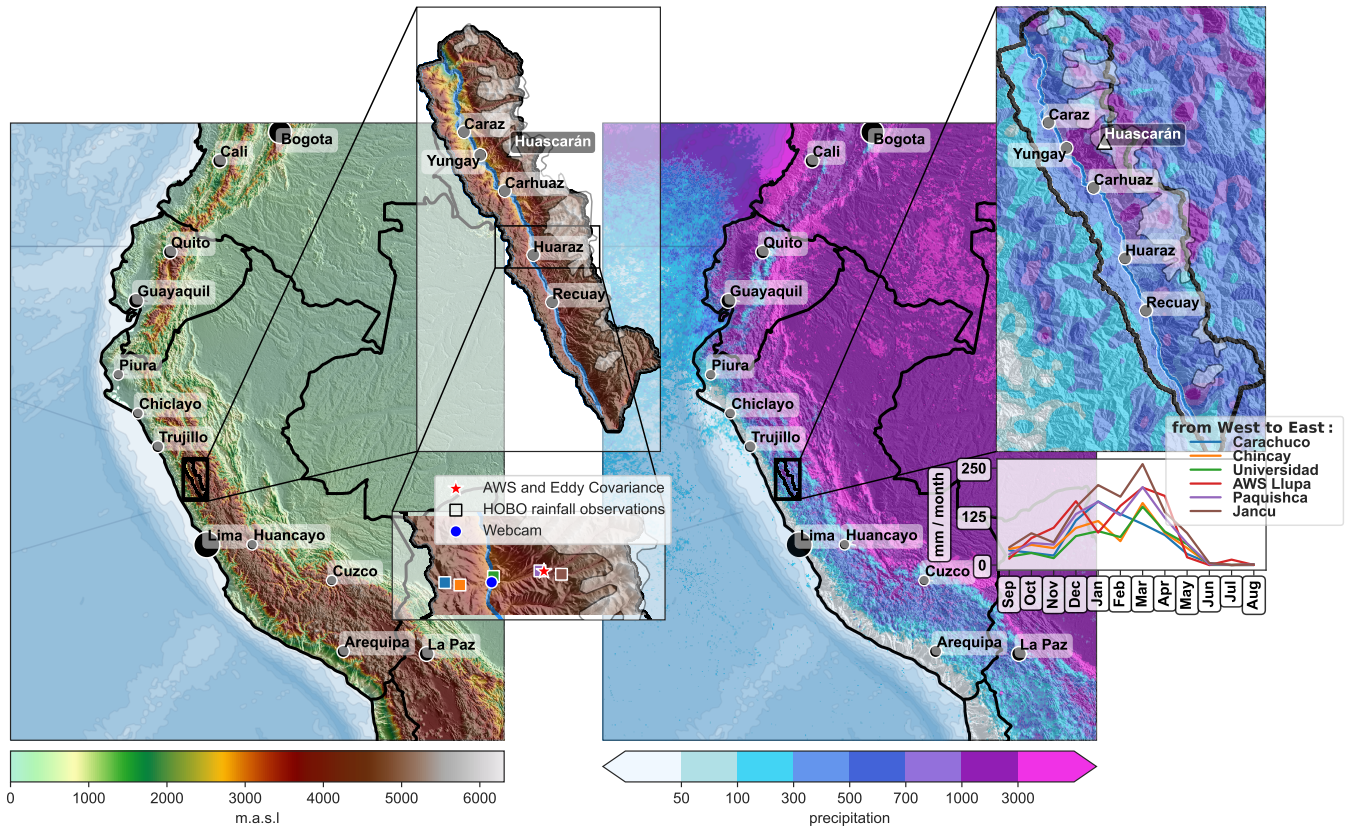 Caraz
Huascarán
Yungay
Carhuaz
Huaraz
Recuay
Bogota
Cali
Quito
Guayaquil
Piura
Chiclayo
Trujillo
Lima
Huancayo
Cuzco
Arequipa
La Paz
AWS and Eddy Covariance
HOBO rainfall observations
Webcam
0 1000 2000 3000 4000 5000 6000
m.a.s.l
Caraz
Huascarán
Yungay
Carhuaz
Huaraz
Recuay
Bogota
Cali
Quito
Guayaquil
Piura
Chiclayo
Trujillo
Lima
Huancayo
Cuzco
Arequipa
La Paz
from West to East :
Carachuco
Chincay
Universidad
AWS Llupa
Paquishca
Jancu
mm / month
250
125
0
Sep Oct Nov Dec Jan Feb Mar Apr May Jun Jul Aug
50 100 300 500 700 1000 3000
precipitation